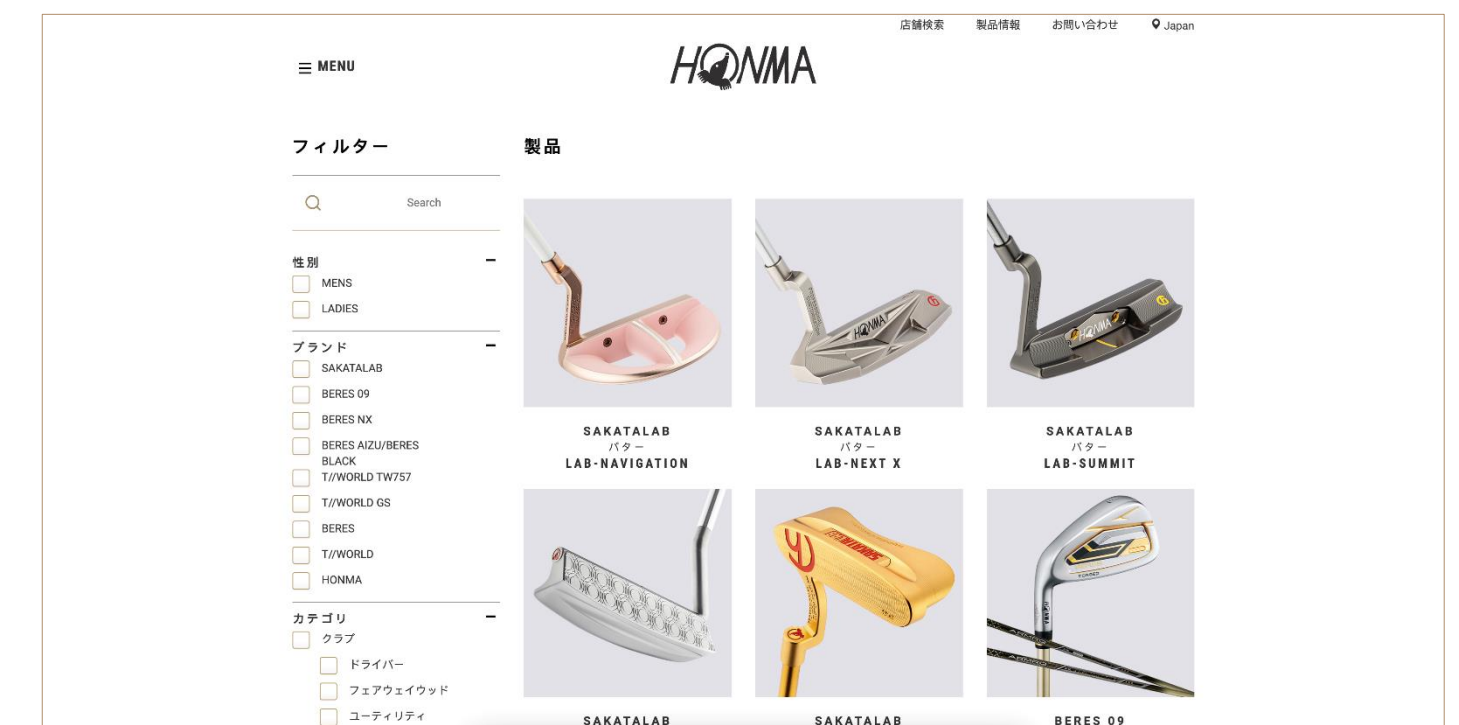 店舗検索 製品情報 お問い合わせ Japan
MENU
HONMA
フィルター
Search
性別
MENS
LADIES
ブランド
SAKATALAB
BERES 09
BERES NX
BERES AIZU/BERES
BLACK
T//WORLD TW757
T//WORLD GS
BERES
T//WORLD
HONMA
カテゴリ
クラブ
ドライバー
フェアウェイウッド
ユーティリティ
製品
HONMA
HONMA
SAKATALAB
パター
LAB-NAVIGATION
SAKATALAB
パター
LAB-NEXT X
SAKATALAB
パター
LAB-SUMMIT
SAKATALAB
FORGED
HONMA
SAKATALAB
SAKATALAB
BERES 09